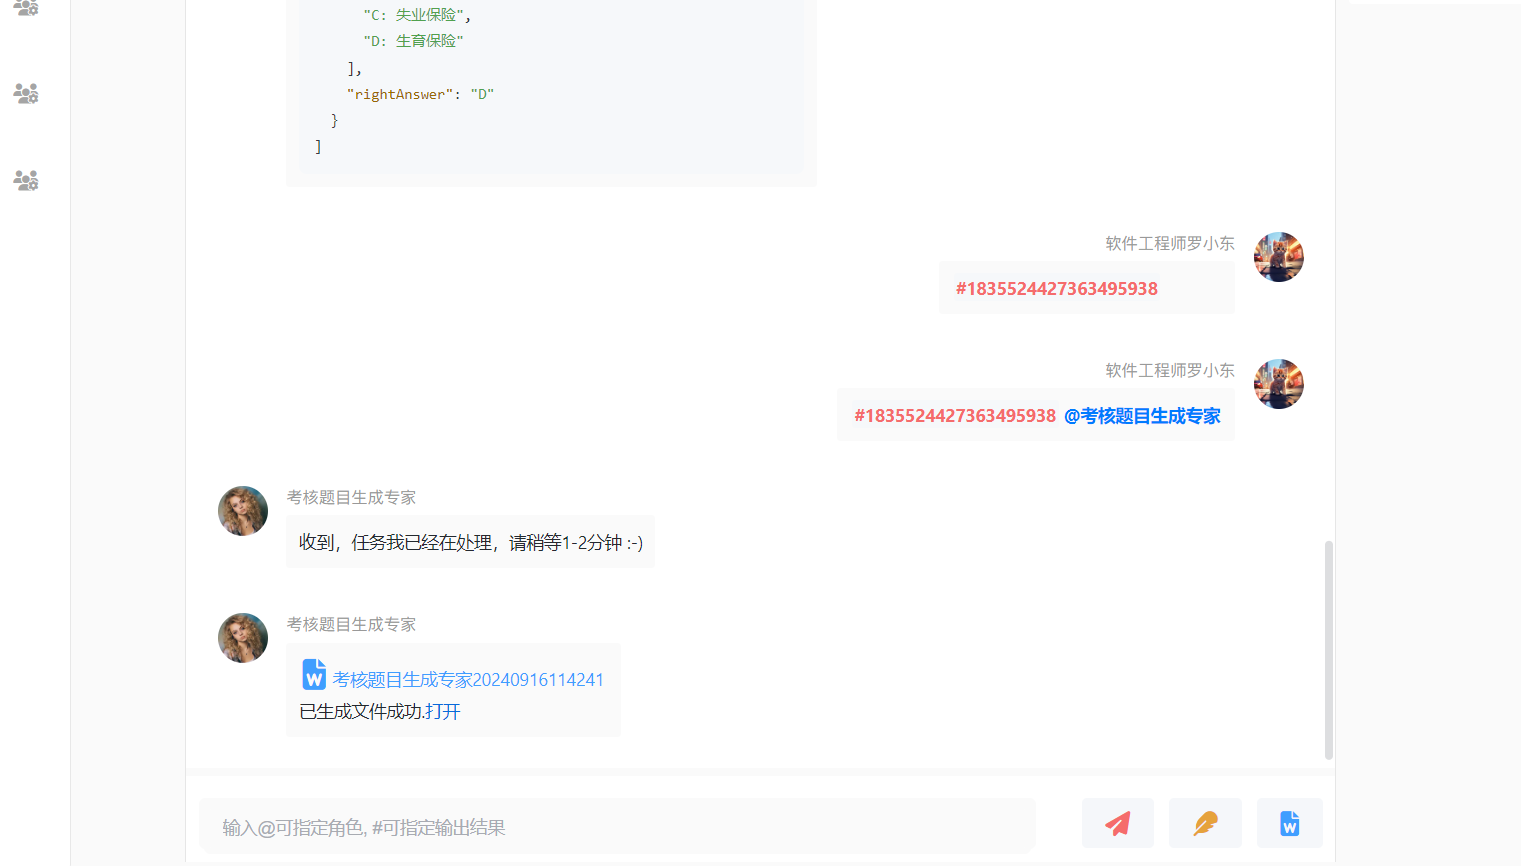 "C: 失业保险",
"D: 生育保险"
],
"rightAnswer": "D"
}
]
软件工程师罗小东
#1835524427363495938
软件工程师罗小东
#1835524427363495938 @考核题目生成专家
考核题目生成专家
收到，任务我已经在处理，请稍等1-2分钟 :-)
考核题目生成专家
W 考核题目生成专家20240916114241
已生成文件成功.打开
输入@可指定角色, #可指定输出结果
W